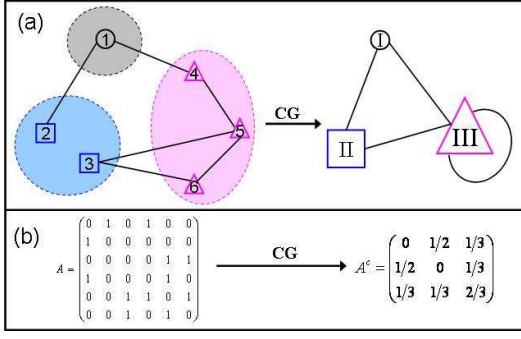 (a)
1
4
2
5
3
6
CG
I
II
III
(b)
A =
0 1 0 1 0 0
1 0 0 0 0 0
0 0 0 0 1 1
1 0 0 0 1 0
0 0 1 1 0 1
0 0 1 0 1 0
CG
A^c =
0 1/2 1/3
1/2 0 1/3
1/3 1/3 2/3